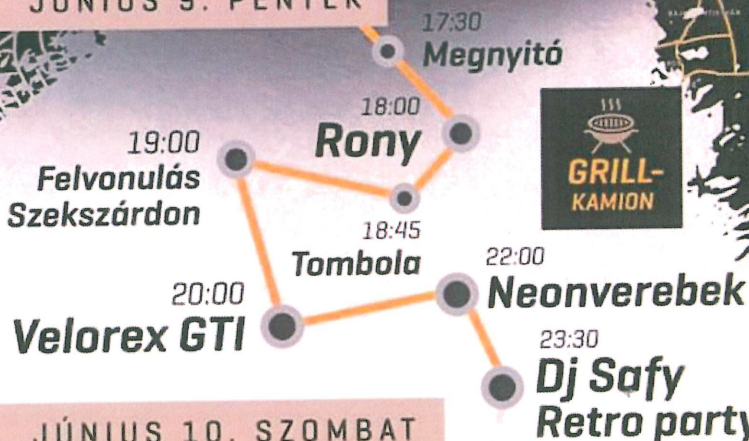 JÚNIUS 9. PÉNTEK
17:30
Megnyitó
18:00
Rony
18:45
Tombola
19:00
Felvonulás
Szekszárdon
20:00
Velorex GTI
22:00
Neonverebek
23:30
Dj Safy
Retro party
GRILL-
KAMION
JÚNIUS 10. SZOMBAT